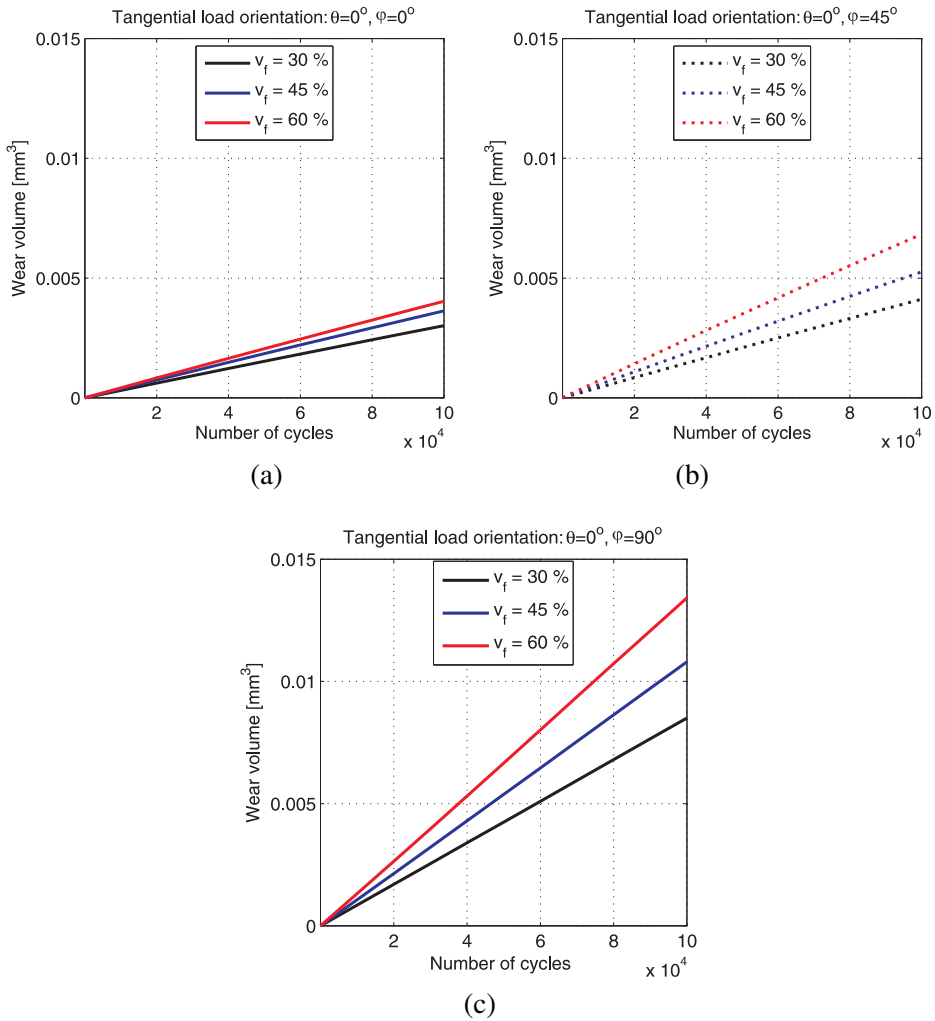 Tangential load orientation: θ=0°, φ=0°
0.015
0.01
0.005
0
Wear volume [mm³]
v_f = 30 %
v_f = 45 %
v_f = 60 %
2 4 6 8 10
Number of cycles
x 10⁴
(a)
Tangential load orientation: θ=0°, φ=45°
0.015
0.01
0.005
0
Wear volume [mm³]
v_f = 30 %
v_f = 45 %
v_f = 60 %
2 4 6 8 10
Number of cycles
x 10⁴
(b)
Tangential load orientation: θ=0°, φ=90°
0.015
0.01
0.005
0
Wear volume [mm³]
v_f = 30 %
v_f = 45 %
v_f = 60 %
2 4 6 8 10
Number of cycles
x 10⁴
(c)